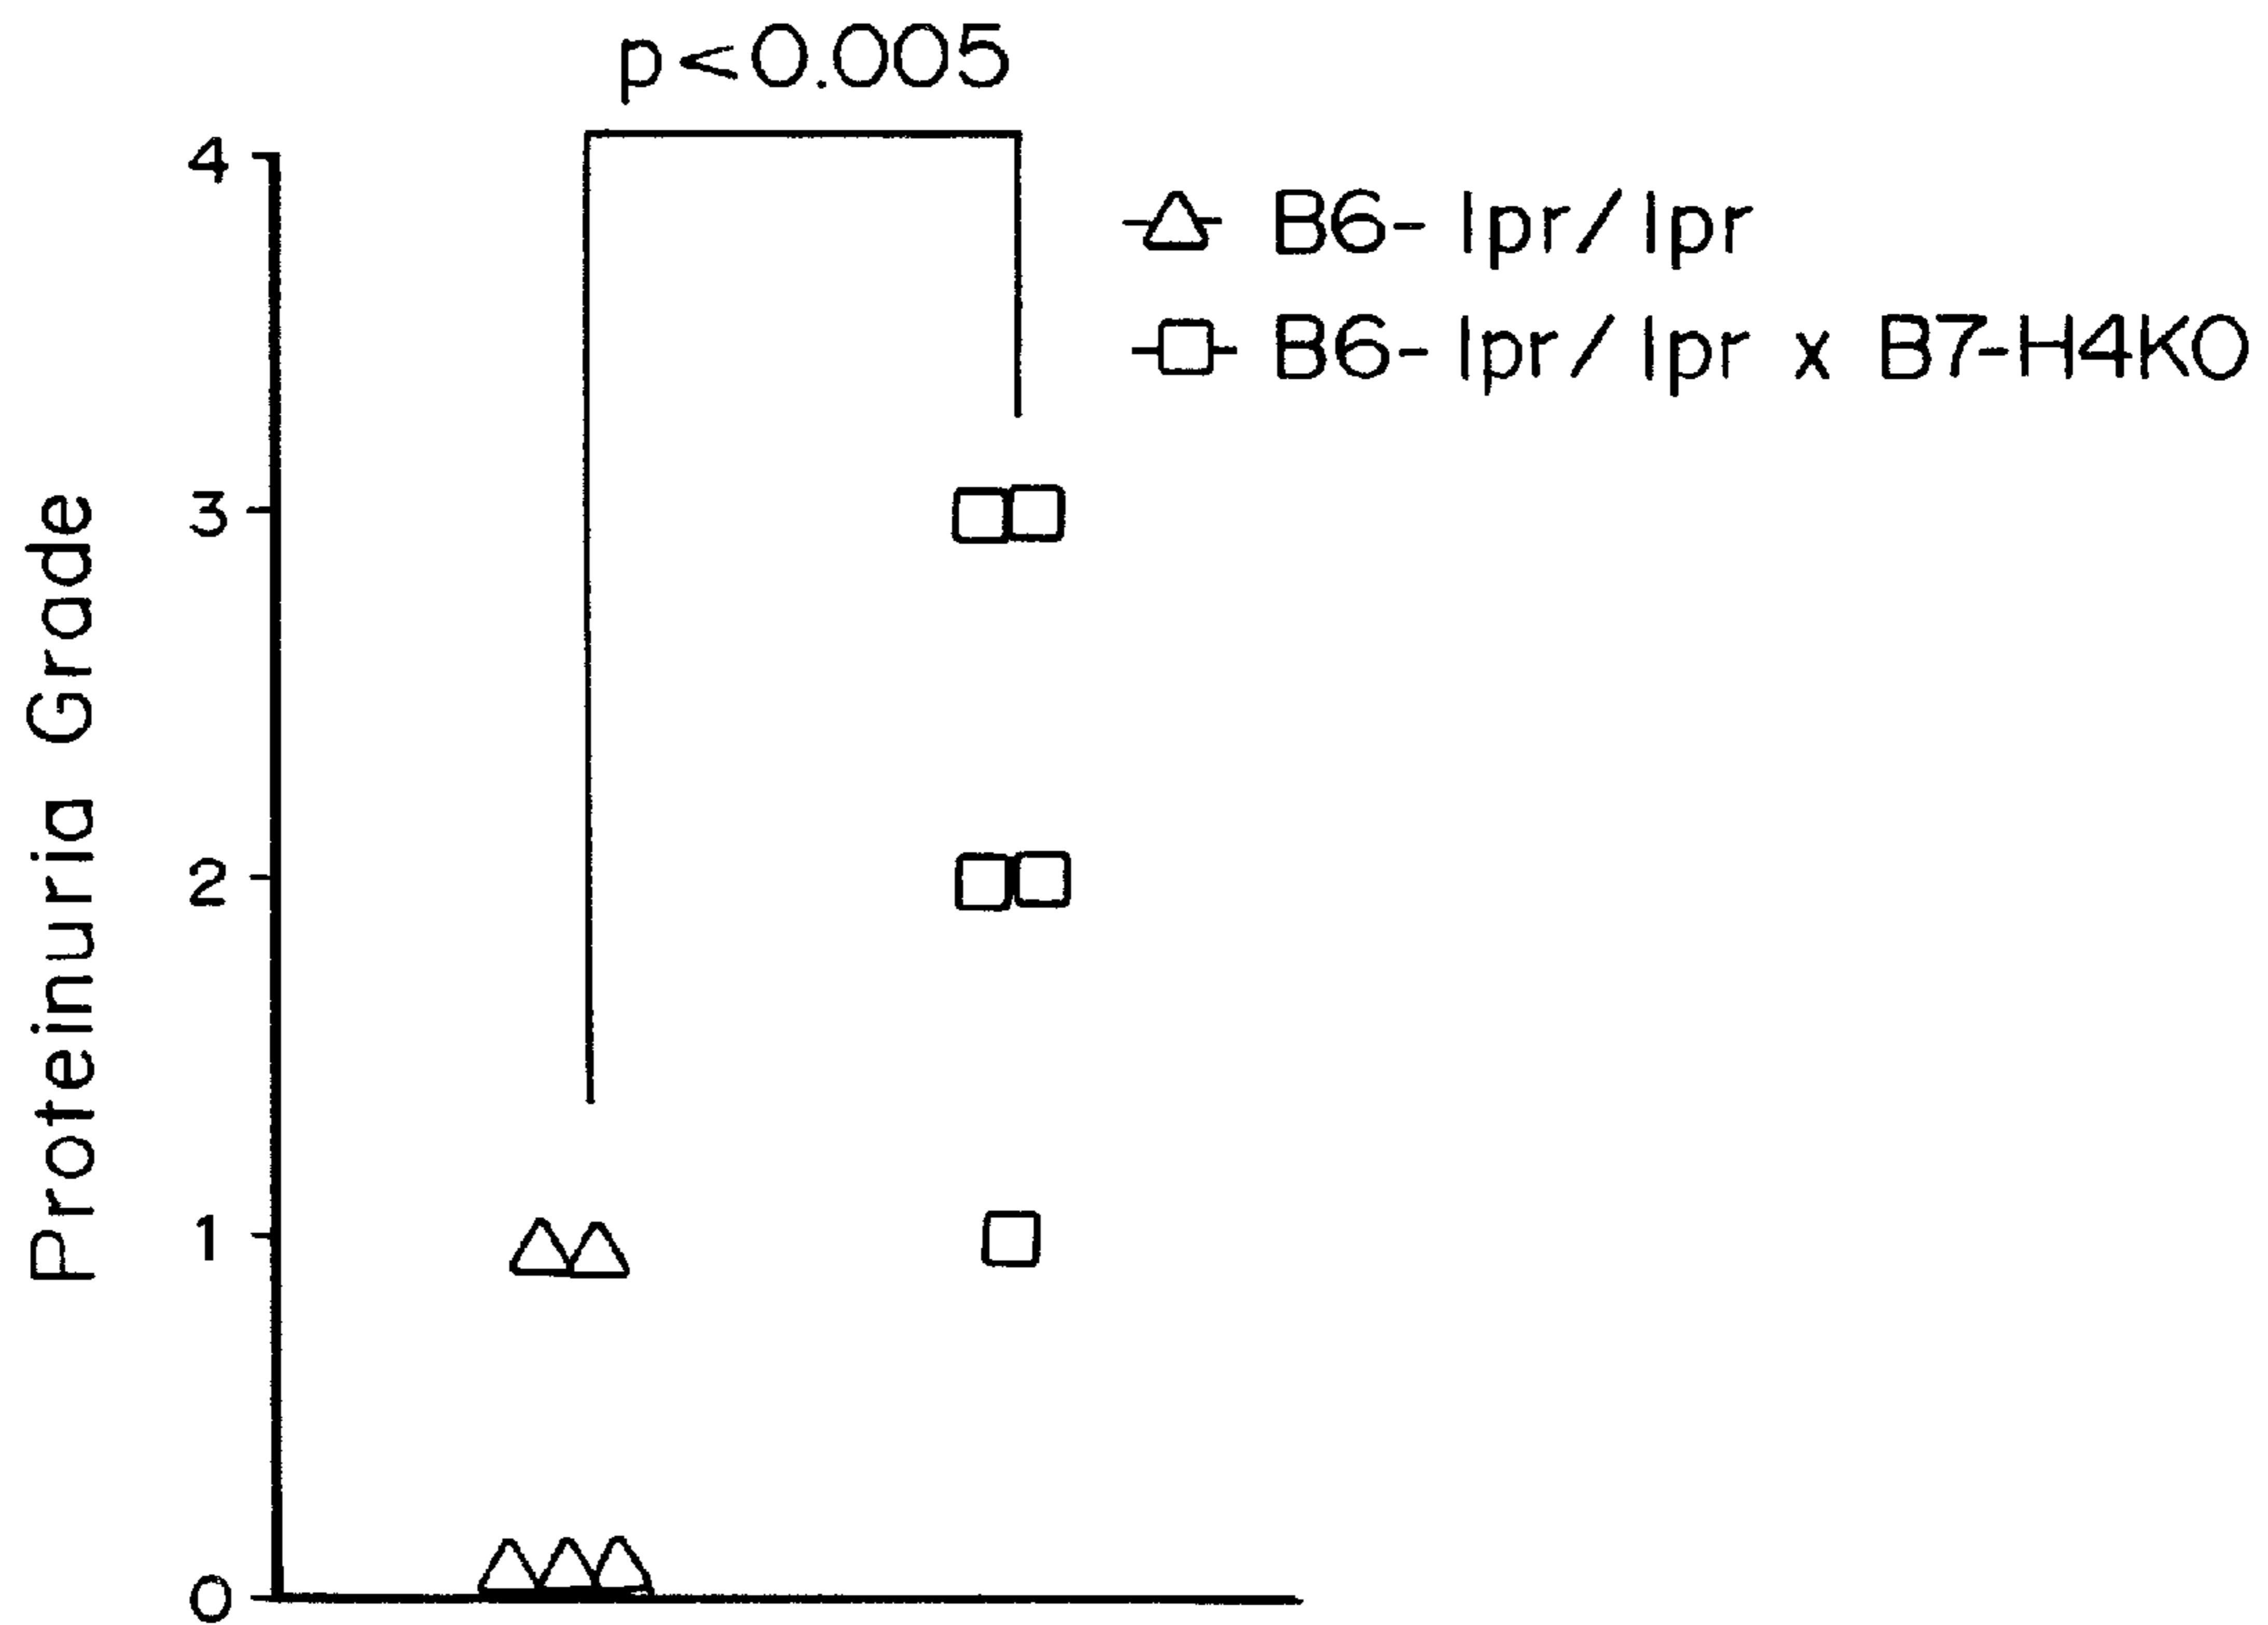 p<0.005
4
B6-lpr/lpr
B6-lpr/lpr x B7-H4KO
3
Proteinuria Grade
2
1
0